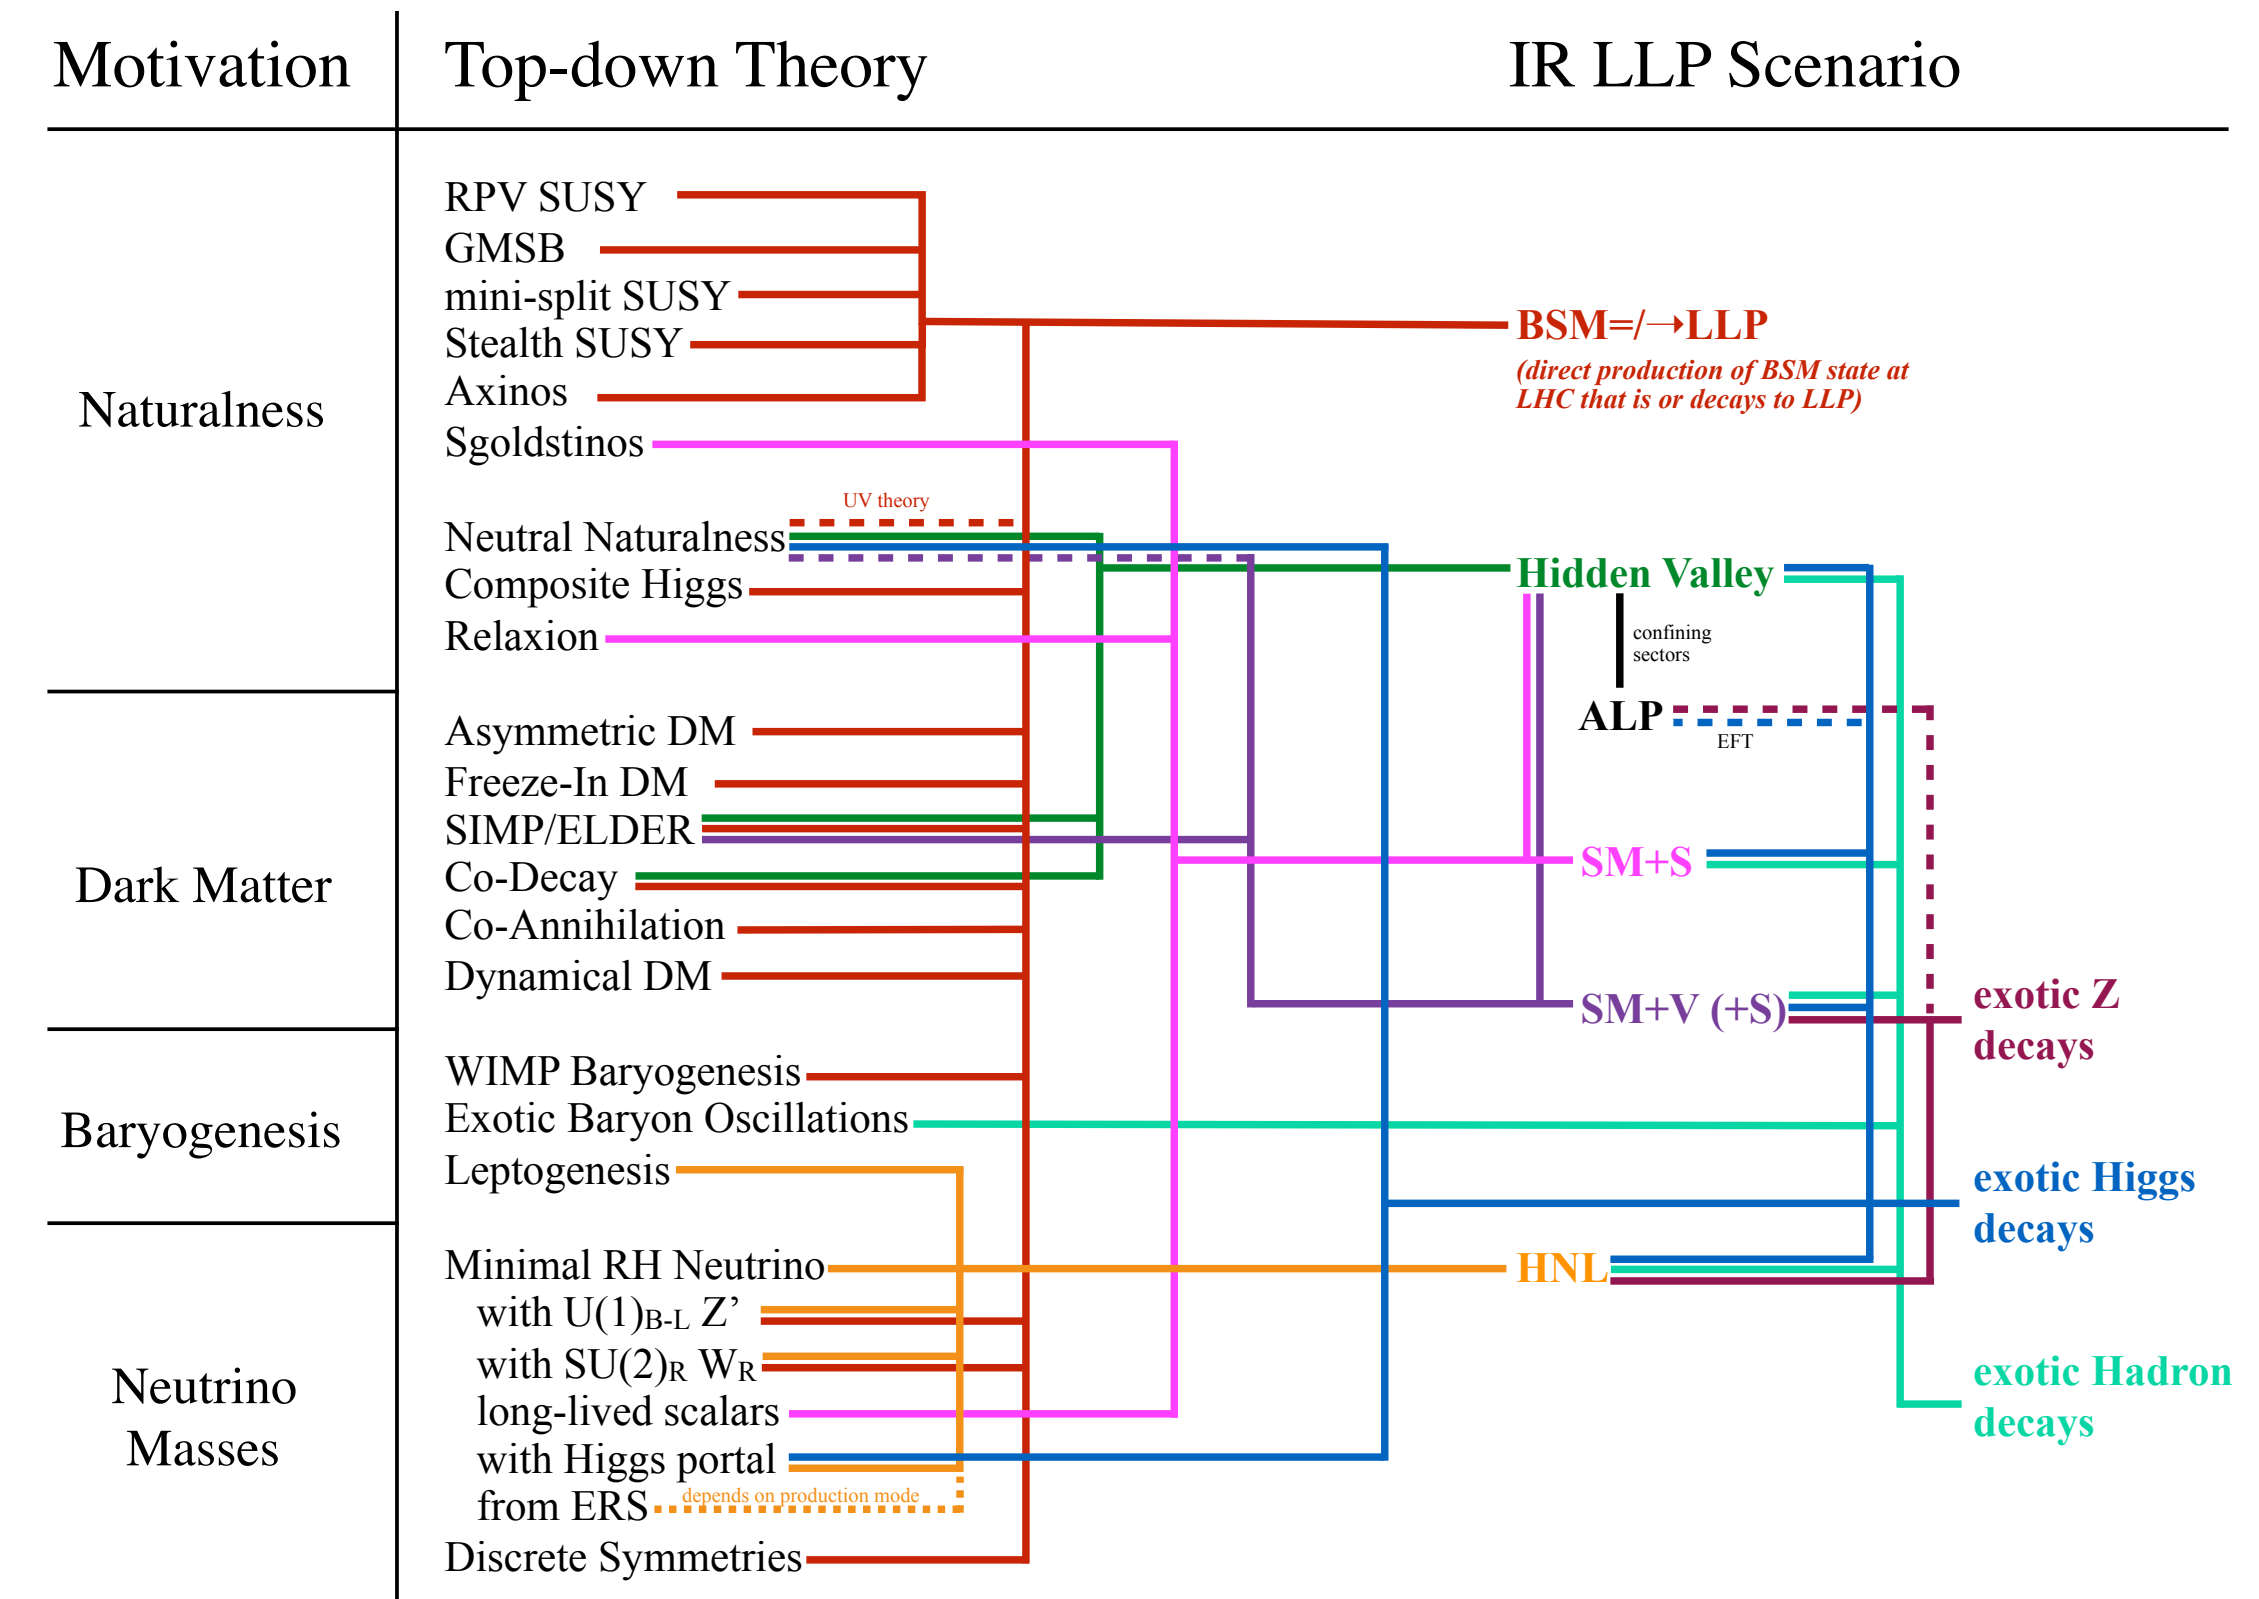 Motivation
Top-down Theory
IR LLP Scenario
Naturalness
RPV SUSY
GMSB
mini-split SUSY
Stealth SUSY
Axinos
Sgoldstinos
UV theory
Neutral Naturalness
Composite Higgs
Relaxion
Dark Matter
Asymmetric DM
Freeze-In DM
SIMP/ELDER
Co-Decay
Co-Annihilation
Dynamical DM
Baryogenesis
WIMP Baryogenesis
Exotic Baryon Oscillations
Leptogenesis
Neutrino
Masses
Minimal RH Neutrino
with U(1)B-L Z’
with SU(2)R WR
long-lived scalars
with Higgs portal
from ERS
depends on production mode
Discrete Symmetries
BSM=/→LLP
(direct production of BSM state at
LHC that is or decays to LLP)
Hidden Valley
confining
sectors
ALP
EFT
SM+S
SM+V (+S)
HNL
exotic Z
decays
exotic Higgs
decays
exotic Hadron
decays